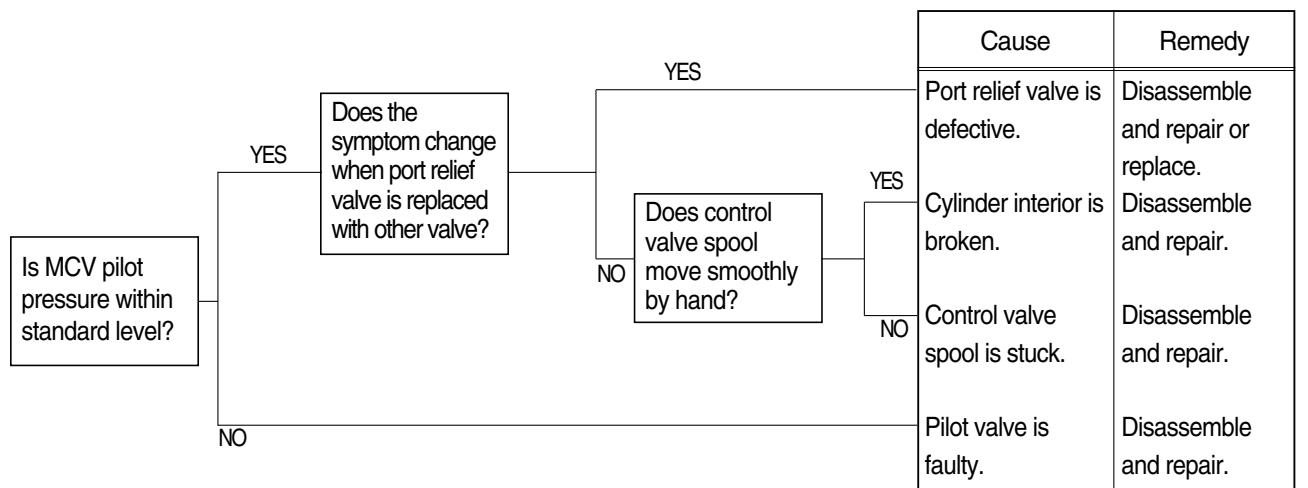 Is MCV pilot
pressure within
standard level?
YES
NO
Does the
symptom change
when port relief
valve is replaced
with other valve?
YES
NO
Does control
valve spool
move smoothly
by hand?
YES
NO
Cause
Remedy
Port relief valve is
defective.
Disassemble
and repair or
replace.
Cylinder interior is
broken.
Disassemble
and repair.
Control valve
spool is stuck.
Disassemble
and repair.
Pilot valve is
faulty.
Disassemble
and repair.